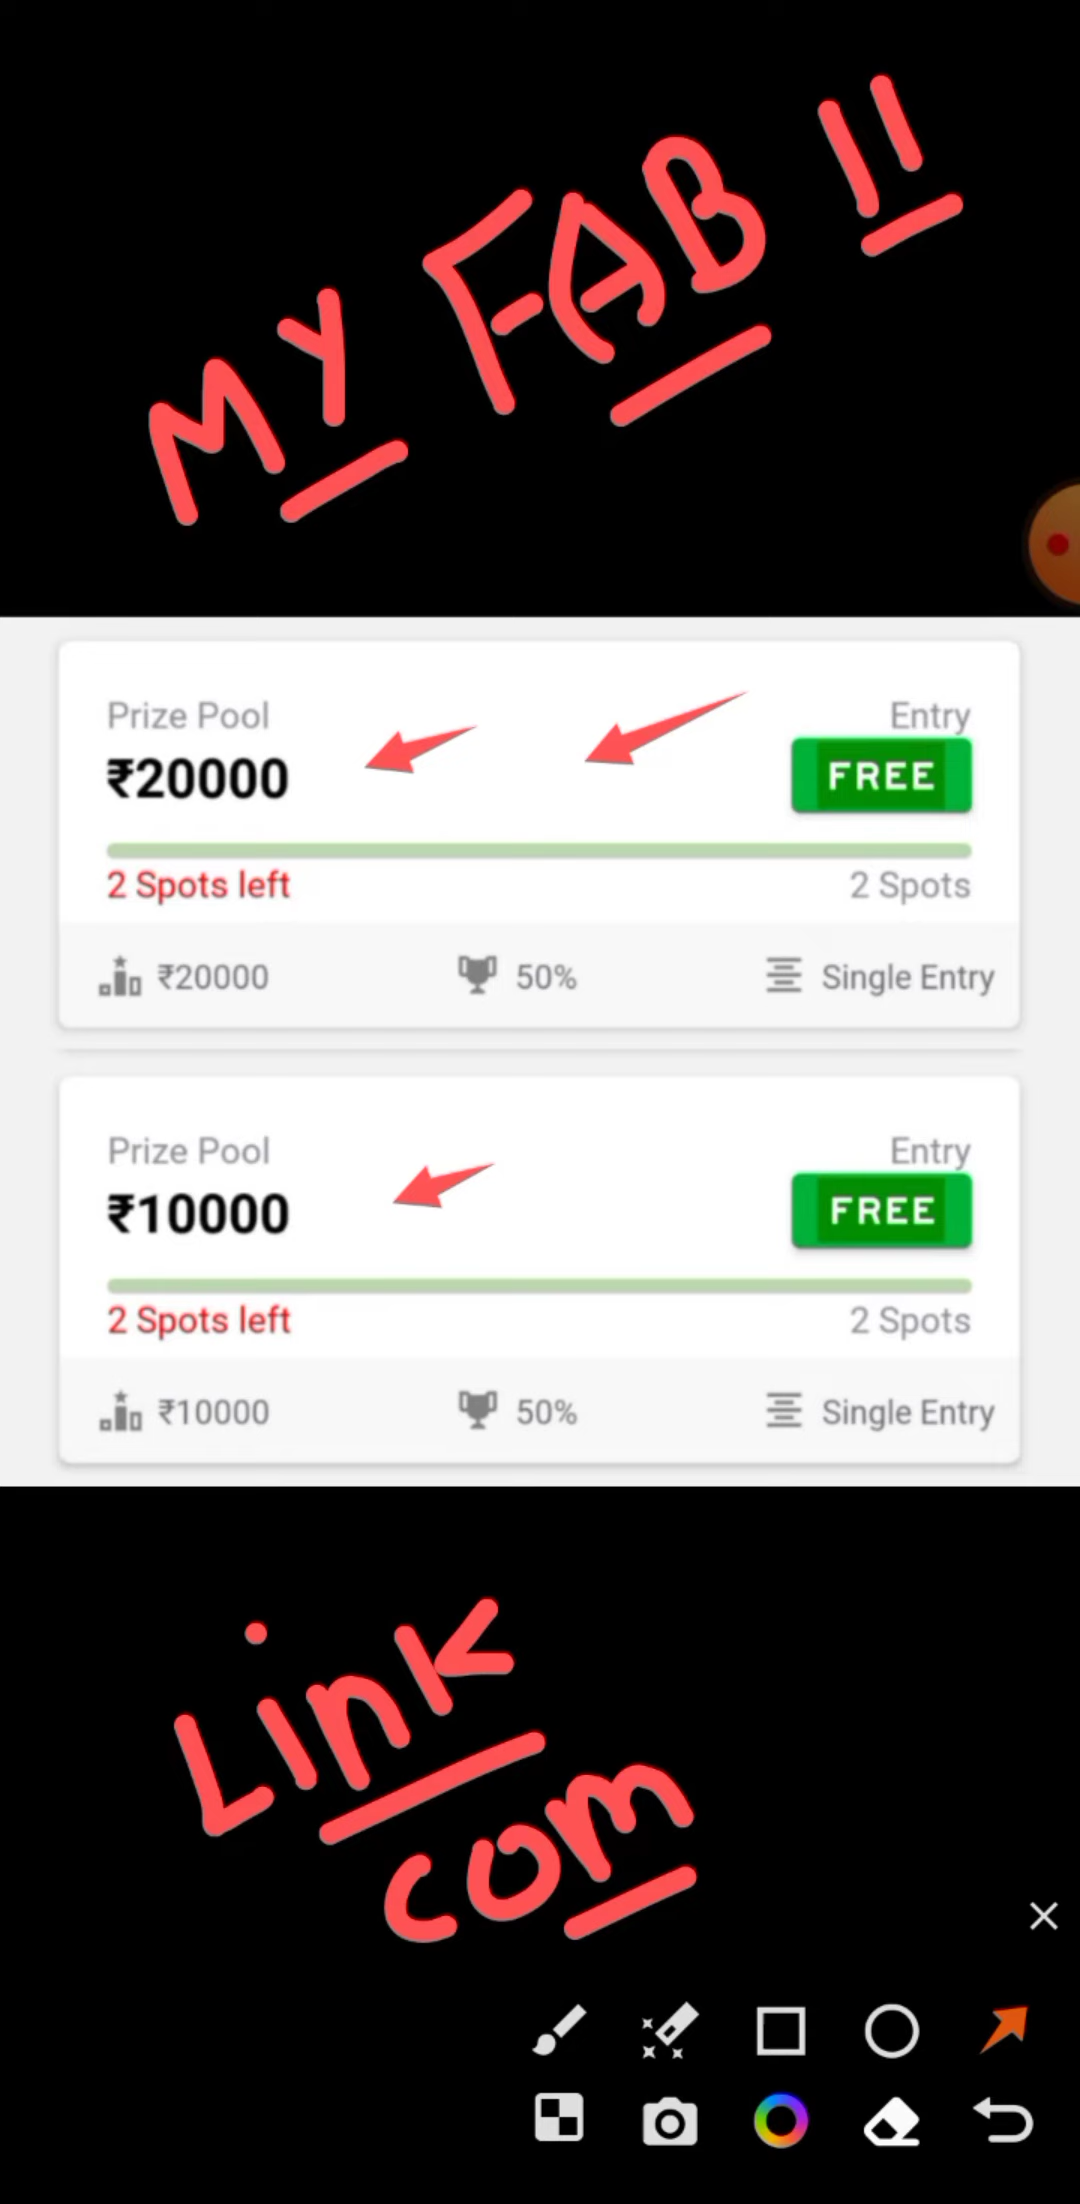 MY FAB !!
Prize Pool Entry
₹20000 FREE
2 Spots left 2 Spots
₹20000 50% Single Entry
Prize Pool Entry
₹10000 FREE
2 Spots left 2 Spots
₹10000 50% Single Entry
Link
com